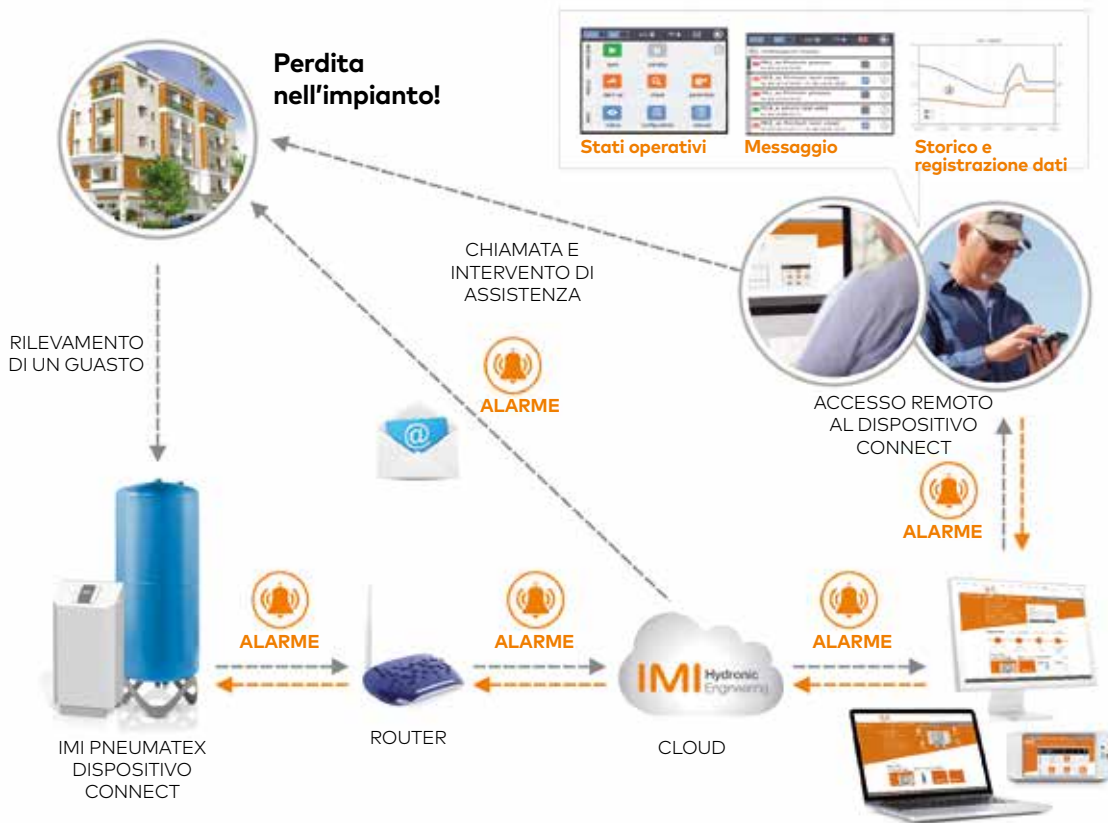 Perdita
nell'impianto!
Stati operativi
Messaggio
Storico e
registrazione dati
CHIAMATA E
INTERVENTO DI
ASSISTENZA
RILEVAMENTO
DI UN GUASTO
ALARME
@
ACCESSO REMOTO
AL DISPOSITIVO
CONNECT
ALARME
ALARME
ALARME
ALARME
IMI Hydronic
Engineering
IMI PNEUMATEX
DISPOSITIVO
CONNECT
ROUTER
CLOUD